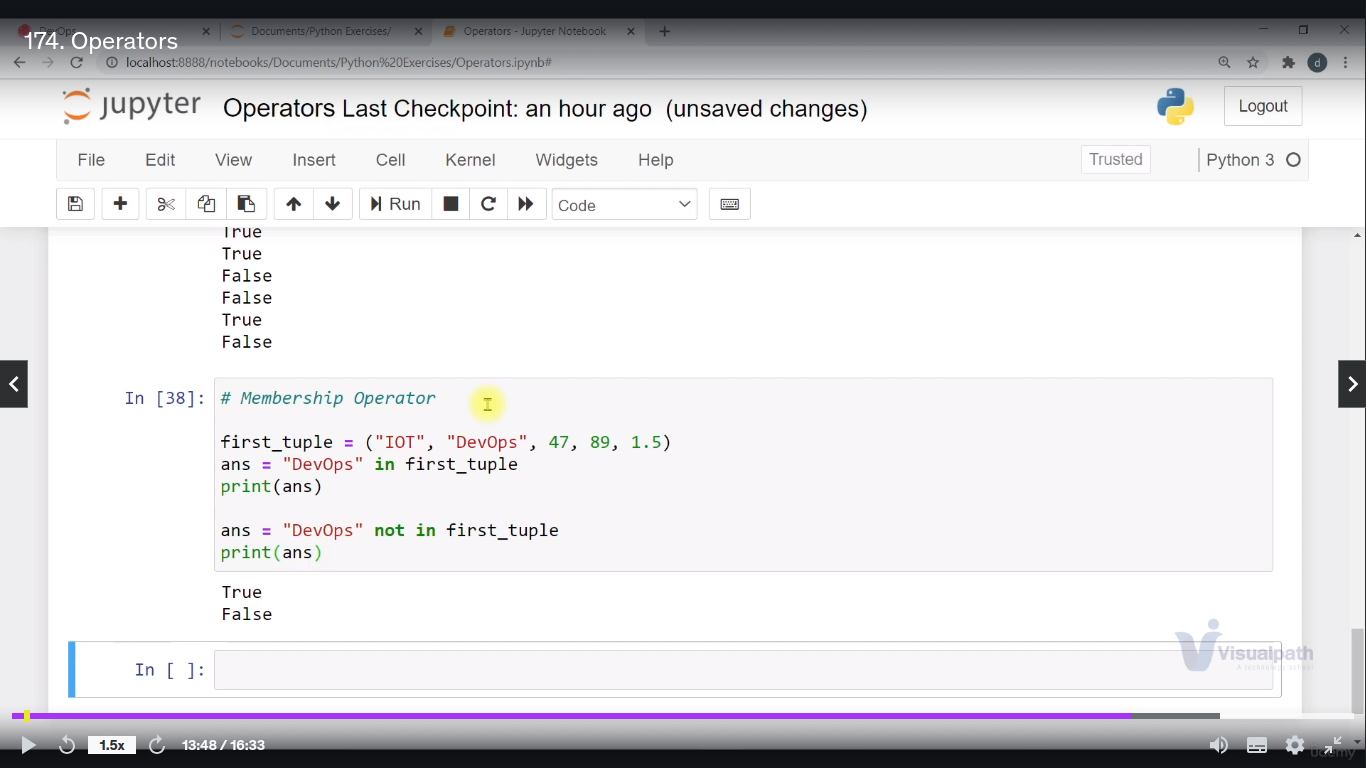 174. Operators
Documents/Python Exercises/
Operators - Jupyter Notebook
localhost:8888/notebooks/Documents/Python%20Exercises/Operators.ipynb#
d
jupyter Operators Last Checkpoint: an hour ago (unsaved changes)
Logout
File Edit View Insert Cell Kernel Widgets Help
Trusted
Python 3
Run
Code
True
True
False
False
True
False
In [38]: # Membership Operator
first_tuple = ("IOT", "DevOps", 47, 89, 1.5)
ans = "DevOps" in first_tuple
print(ans)
ans = "DevOps" not in first_tuple
print(ans)
True
False
In [ ]:
Visualpath
A technology school
1.5x
13:48 / 16:33
udemy